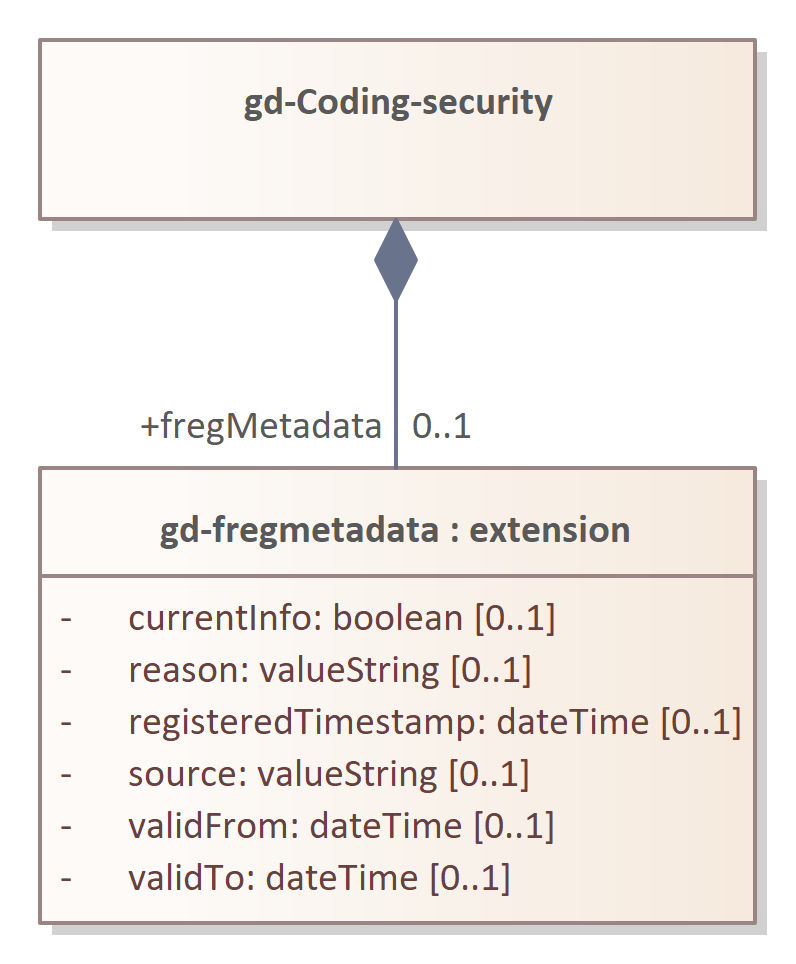 gd-Coding-security
+fregMetadata 0..1
gd-fregmetadata : extension
- currentInfo: boolean [0..1]
- reason: valueString [0..1]
- registeredTimestamp: dateTime [0..1]
- source: valueString [0..1]
- validFrom: dateTime [0..1]
- validTo: dateTime [0..1]